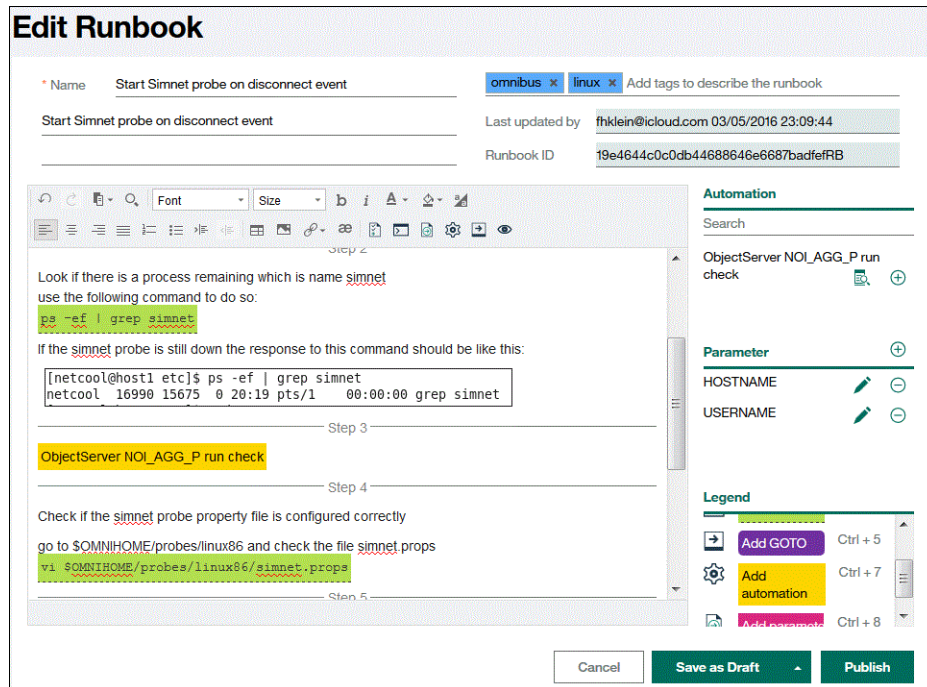 Edit Runbook
* Name Start Simnet probe on disconnect event
omnibus × linux × Add tags to describe the runbook
Start Simnet probe on disconnect event
Last updated by fhklein@icloud.com 03/05/2016 23:09:44
Runbook ID 19e4644c0c0db44688646e6687badfefRB
Font Size b i A
æ
Step 2
Look if there is a process remaining which is name simnet
use the following command to do so:
ps -ef | grep simnet
If the simnet probe is still down the response to this command should be like this:
[netcool@host1 etc]$ ps -ef | grep simnet
netcool 16990 15675 0 20:19 pts/1 00:00:00 grep simnet
Step 3
ObjectServer NOI_AGG_P run check
Step 4
Check if the simnet probe property file is configured correctly
go to $OMNIHOME/probes/linux86 and check the file simnet.props
vi $OMNIHOME/probes/linux86/simnet.props
Step 5
Automation
Search
ObjectServer NOI_AGG_P run
check
Parameter
HOSTNAME
USERNAME
Legend
Add GOTO Ctrl + 5
Add
automation Ctrl + 7
Add paramete Ctrl + 8
Cancel Save as Draft Publish